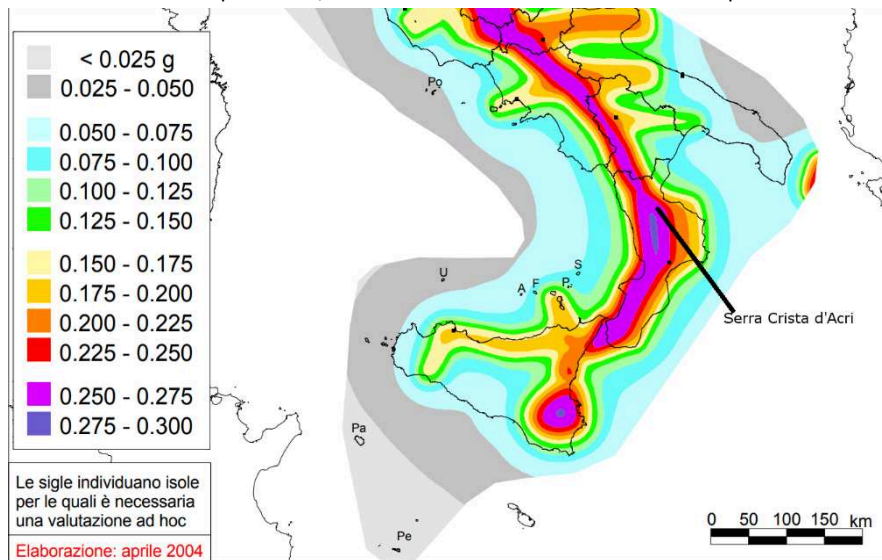 < 0.025 g
0.025 - 0.050
0.050 - 0.075
0.075 - 0.100
0.100 - 0.125
0.125 - 0.150
0.150 - 0.175
0.175 - 0.200
0.200 - 0.225
0.225 - 0.250
0.250 - 0.275
0.275 - 0.300
Po
U
A
F
P
S
Serra Crista d'Acri
Pa
Pe
Le sigle individuano isole
per le quali è necessaria
una valutazione ad hoc
Elaborazione: aprile 2004
0 50 100 150 km